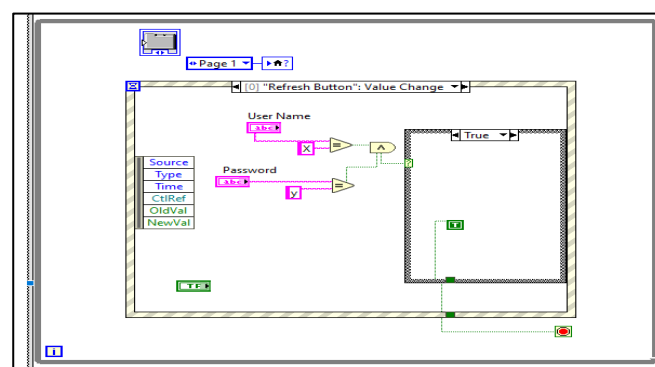 Page 1
?
[0] "Refresh Button": Value Change
User Name
abc
X
=
^
True
?
Source
Type
Time
CtlRef
OldVal
NewVal
Password
abc
y
=
T
TF
i